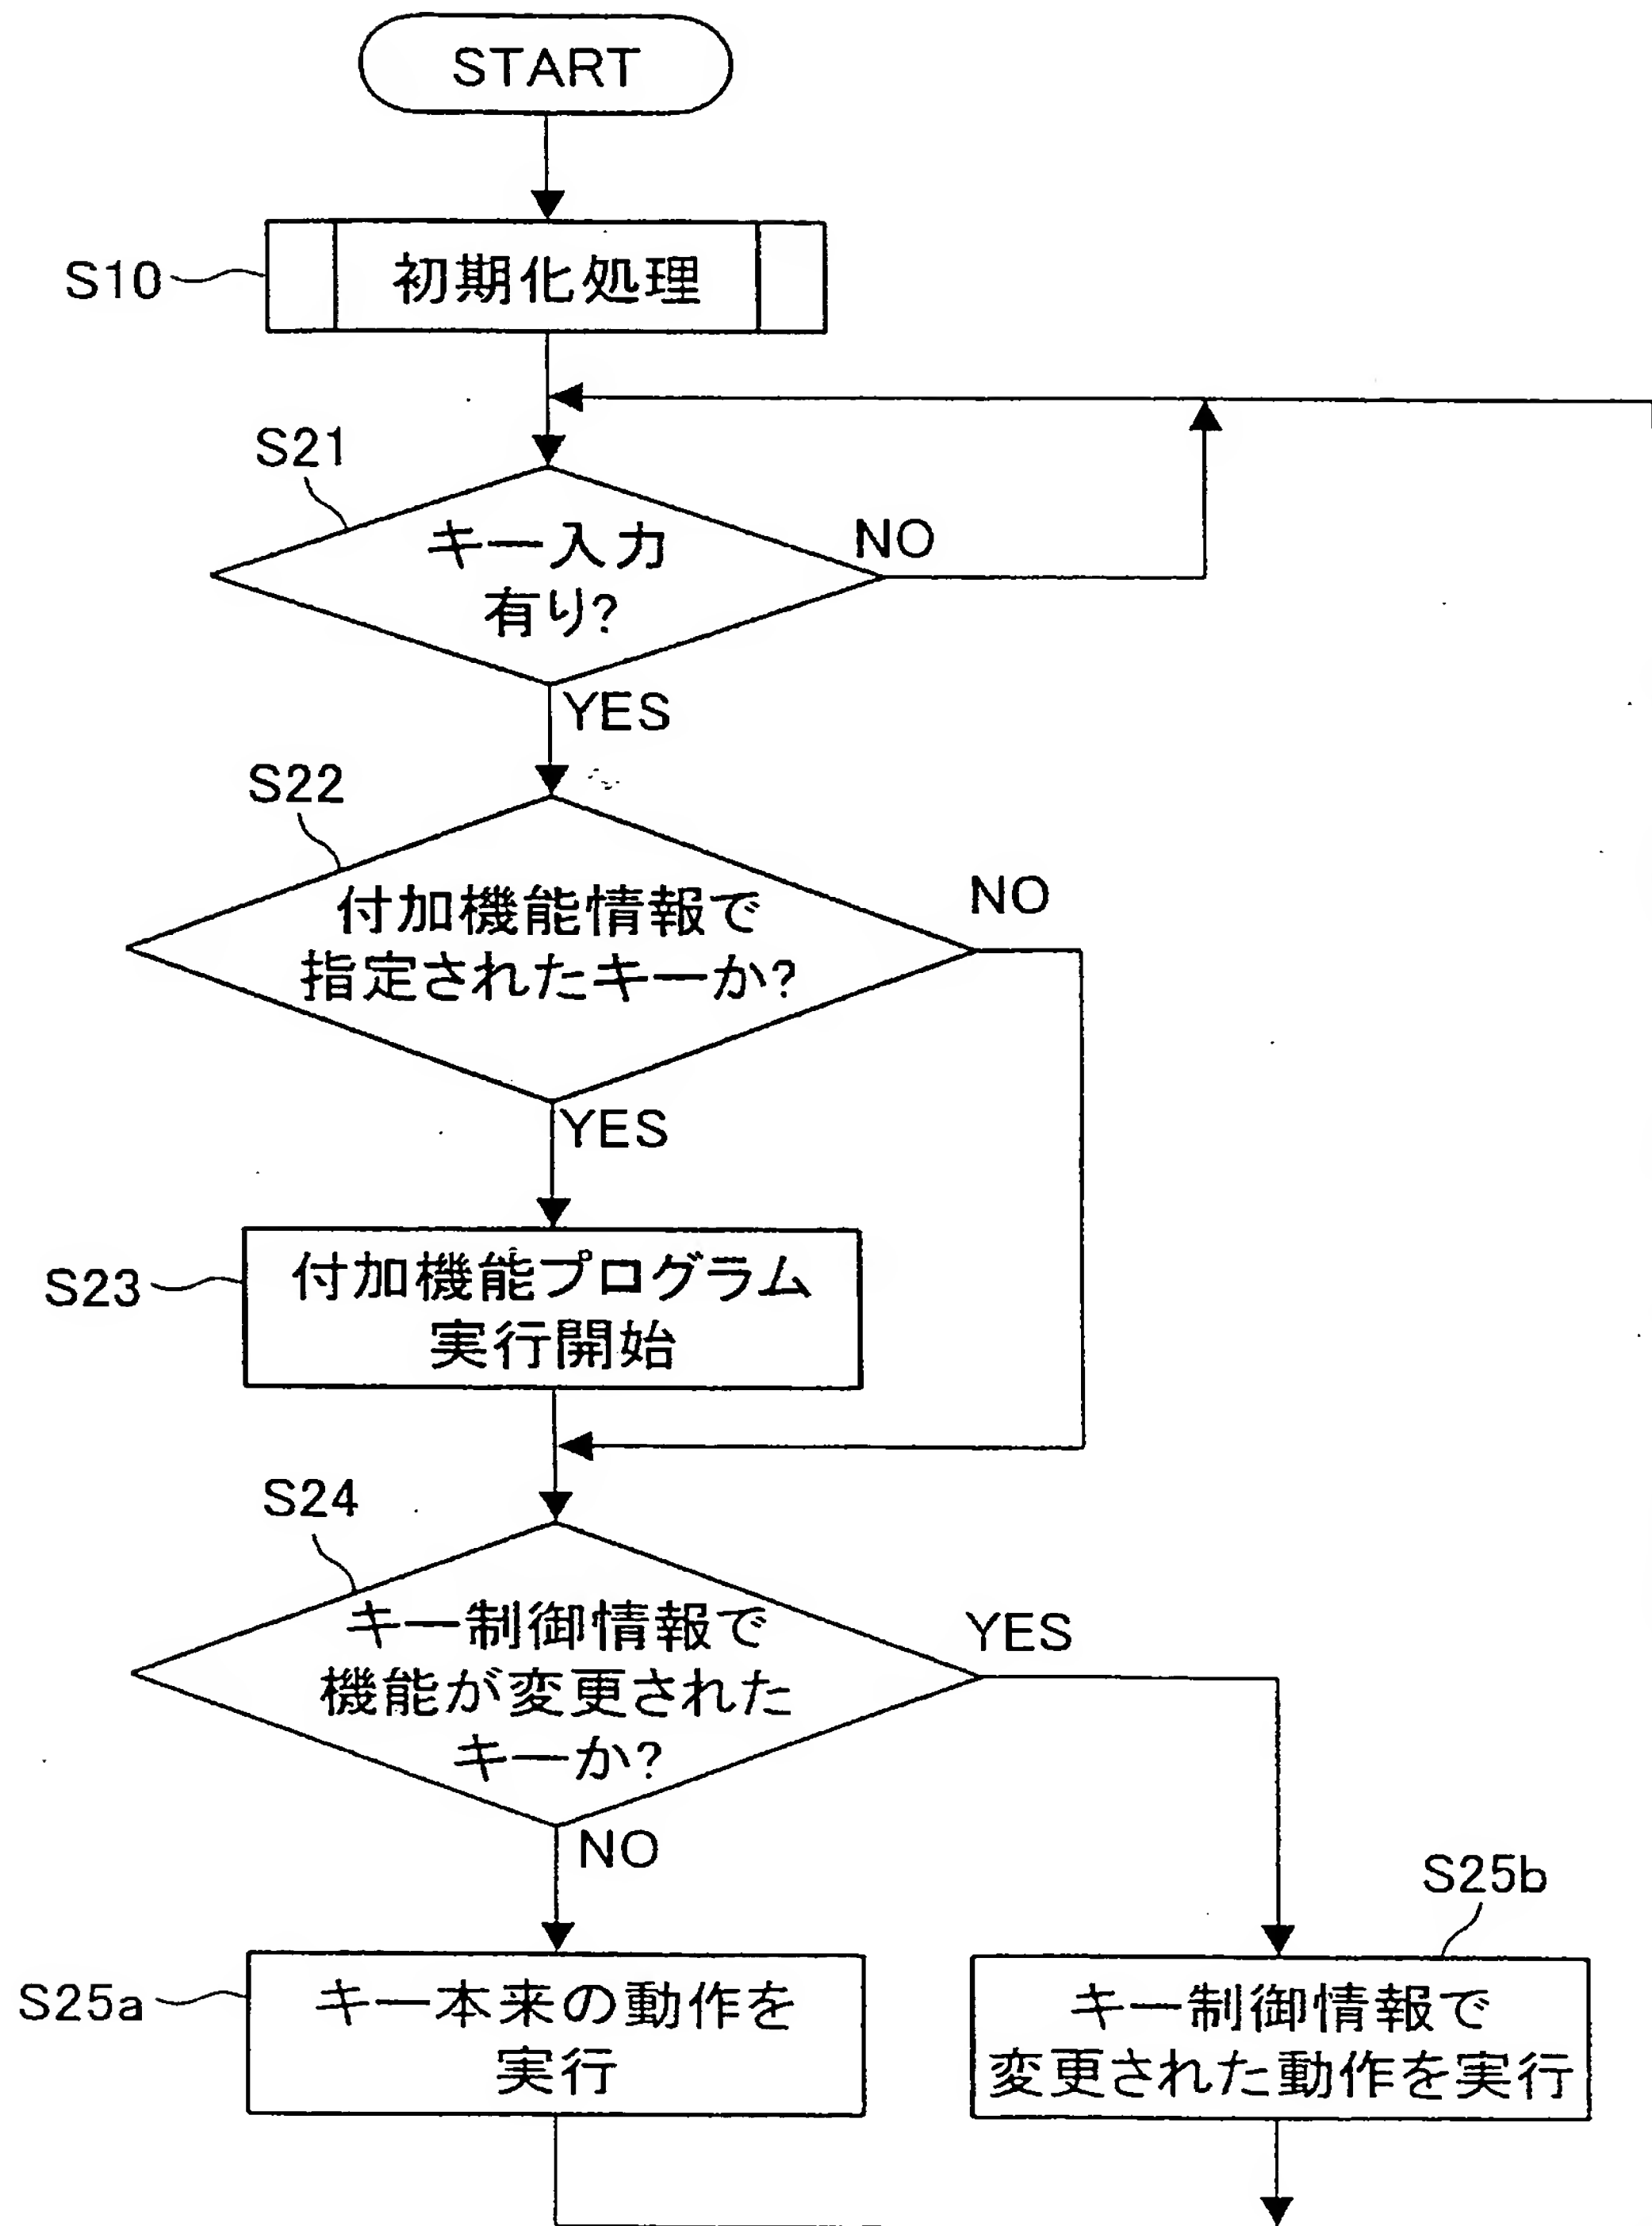 START
S10
初期化処理
S21
キー入力
有り?
NO
YES
S22
付加機能情報で
指定されたキーか?
NO
YES
S23
付加機能プログラム
実行開始
S24
キー制御情報で
機能が変更された
キーか?
YES
NO
S25a
キー本来の動作を
実行
S25b
キー制御情報で
変更された動作を実行